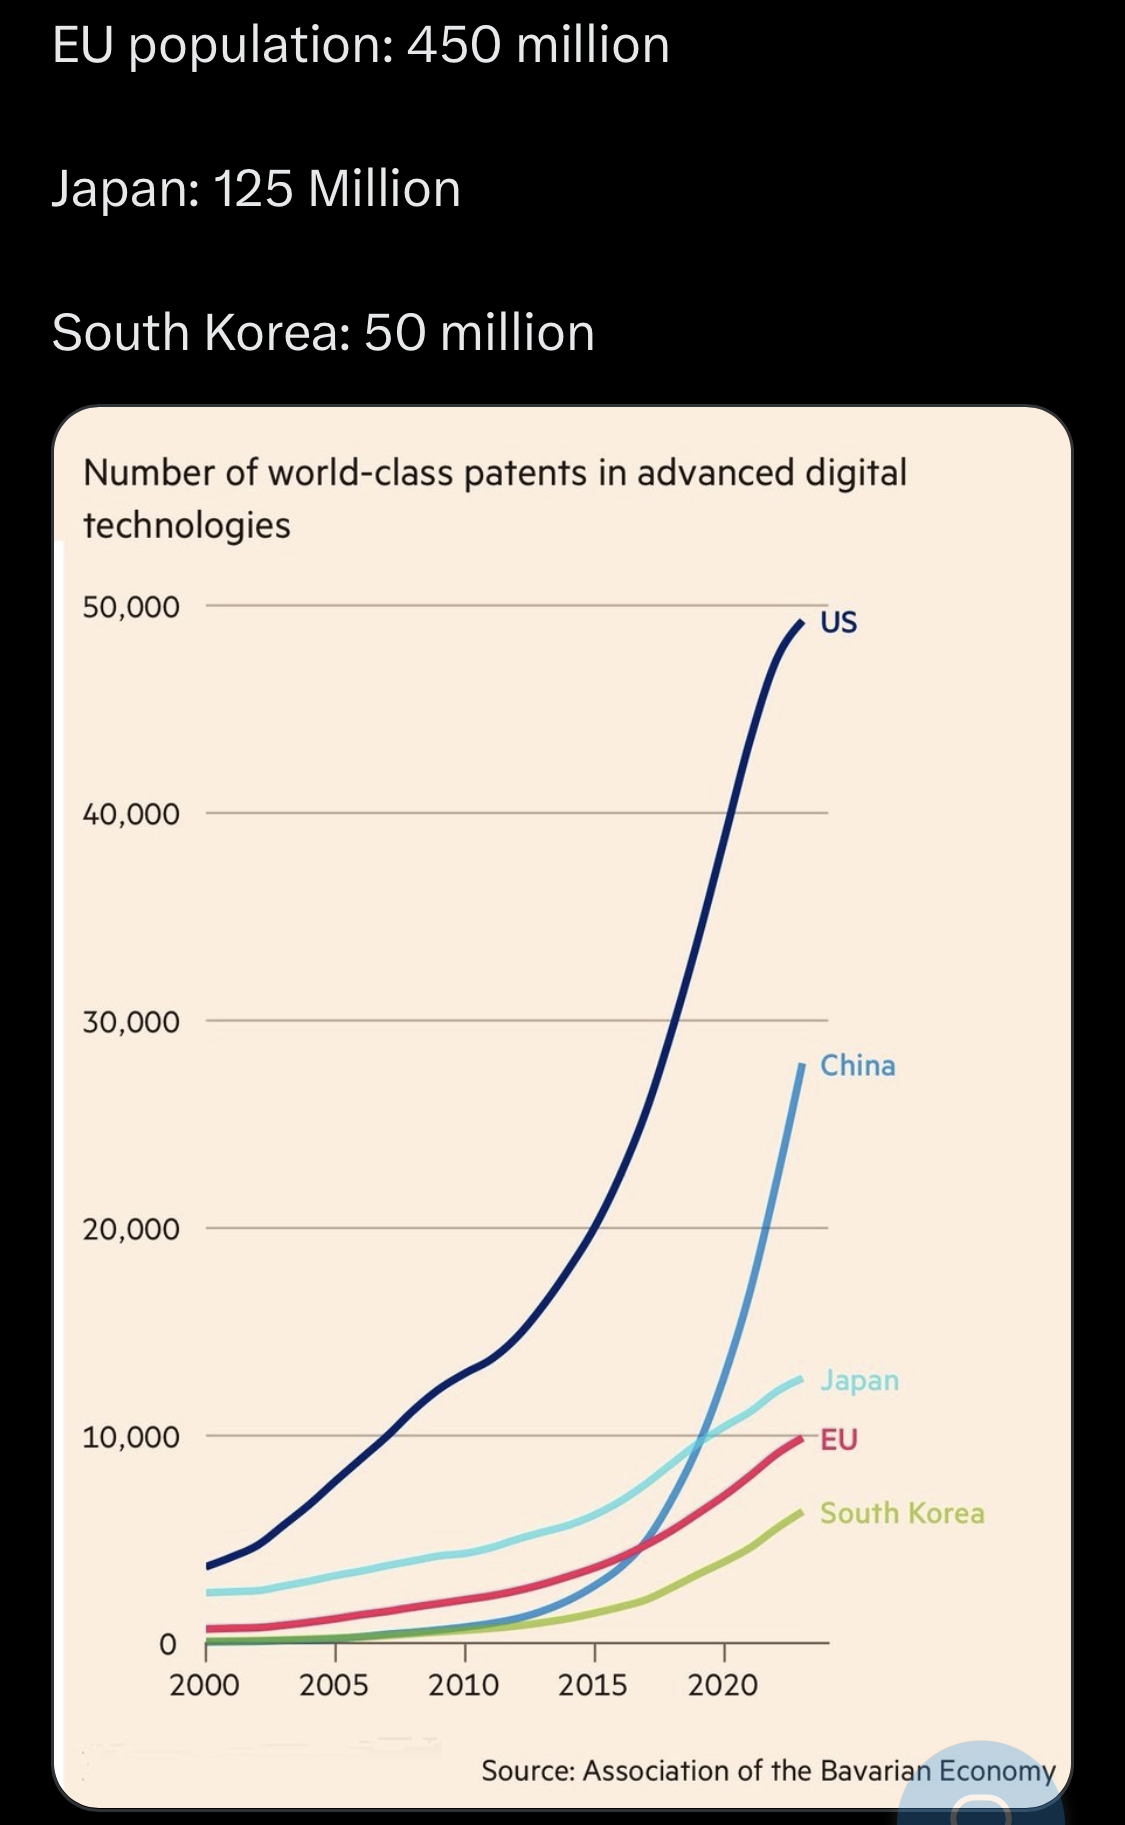 EU population: 450 million
Japan: 125 Million
South Korea: 50 million
Number of world-class patents in advanced digital
technologies
50,000
US
40,000
30,000
China
20,000
Japan
10,000
EU
South Korea
0
2000 2005 2010 2015 2020
Source: Association of the Bavarian Economy